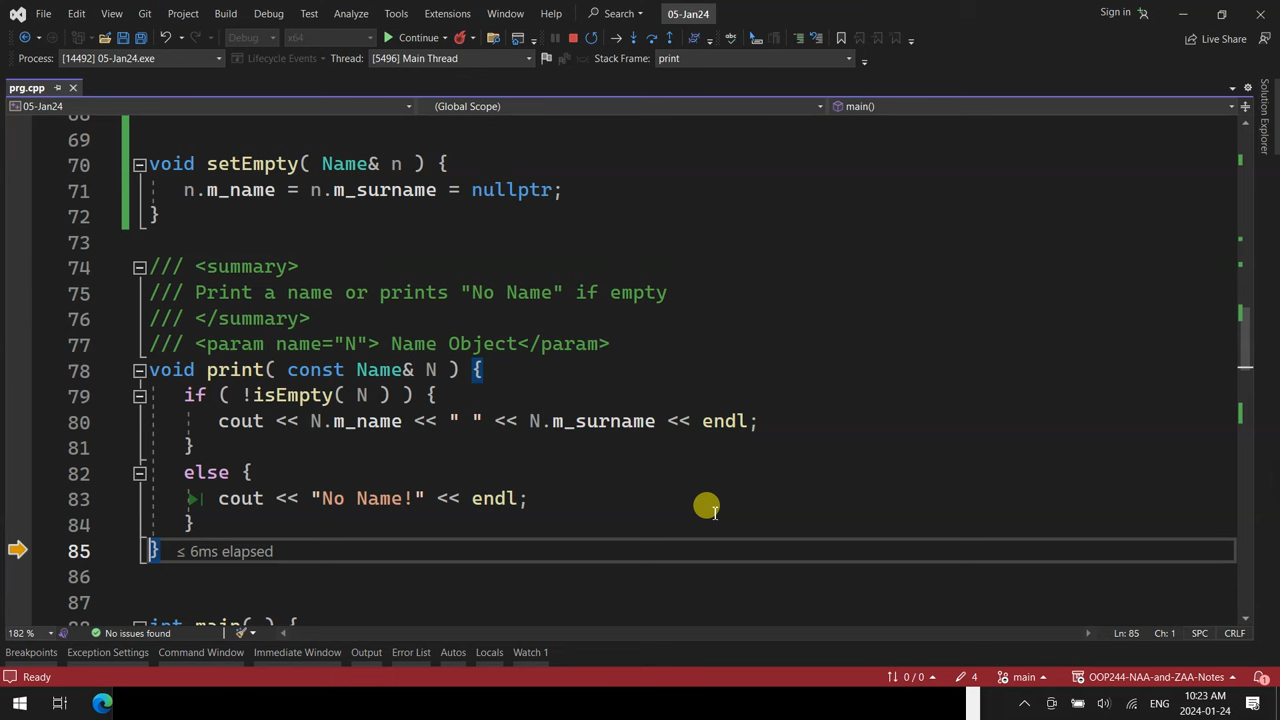 File Edit View Git Project Build Debug Test Analyze Tools Extensions Window Help Search 05-Jan24 Sign in
Debug x64 Continue Live Share
Process: [14492] 05-Jan24.exe Lifecycle Events Thread: [5496] Main Thread Stack Frame: print
prg.cpp
05-Jan24 (Global Scope) main()
Solution Explorer
68
69
70 void setEmpty( Name& n ) {
71 n.m_name = n.m_surname = nullptr;
72 }
73
74 /// <summary>
75 /// Print a name or prints "No Name" if empty
76 /// </summary>
77 /// <param name="N"> Name Object</param>
78 void print( const Name& N ) {
79 if ( !isEmpty( N ) ) {
80 cout << N.m_name << " " << N.m_surname << endl;
81 }
82 else {
83 cout << "No Name!" << endl;
84 }
85 } ≤ 6ms elapsed
86
87
88 int main( ) {
182 % No issues found Ln: 85 Ch: 1 SPC CRLF
Breakpoints Exception Settings Command Window Immediate Window Output Error List Autos Locals Watch 1
Ready 0 / 0 4 main OOP244-NAA-and-ZAA-Notes 1
ENG 10:23 AM
2024-01-24